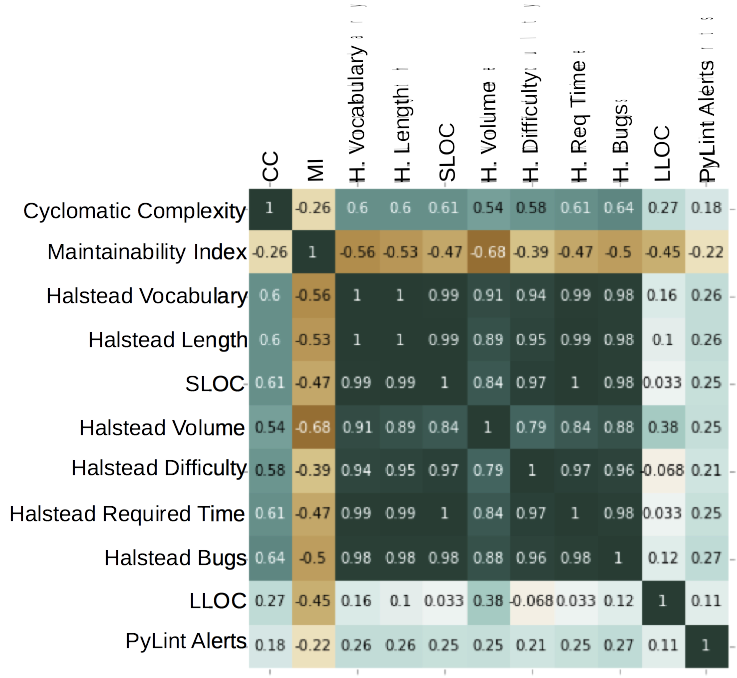 CC MI H. Vocabulary H. Length SLOC H. Volume H. Difficulty H. Req Time H. Bugs LLOC PyLint Alerts
Cyclomatic Complexity 1 -0.26 0.6 0.6 0.61 0.54 0.58 0.61 0.64 0.27 0.18
Maintainability Index -0.26 1 -0.56 -0.53 -0.47 -0.68 -0.39 -0.47 -0.5 -0.45 -0.22
Halstead Vocabulary 0.6 -0.56 1 1 0.99 0.91 0.94 0.99 0.98 0.16 0.26
Halstead Length 0.6 -0.53 1 1 0.99 0.89 0.95 0.99 0.98 0.1 0.26
SLOC 0.61 -0.47 0.99 0.99 1 0.84 0.97 1 0.98 0.033 0.25
Halstead Volume 0.54 -0.68 0.91 0.89 0.84 1 0.79 0.84 0.88 0.38 0.25
Halstead Difficulty 0.58 -0.39 0.94 0.95 0.97 0.79 1 0.97 0.96 -0.068 0.21
Halstead Required Time 0.61 -0.47 0.99 0.99 1 0.84 0.97 1 0.98 0.033 0.25
Halstead Bugs 0.64 -0.5 0.98 0.98 0.98 0.88 0.96 0.98 1 0.12 0.27
LLOC 0.27 -0.45 0.16 0.1 0.033 0.38 -0.068 0.033 0.12 1 0.11
PyLint Alerts 0.18 -0.22 0.26 0.26 0.25 0.25 0.21 0.25 0.27 0.11 1